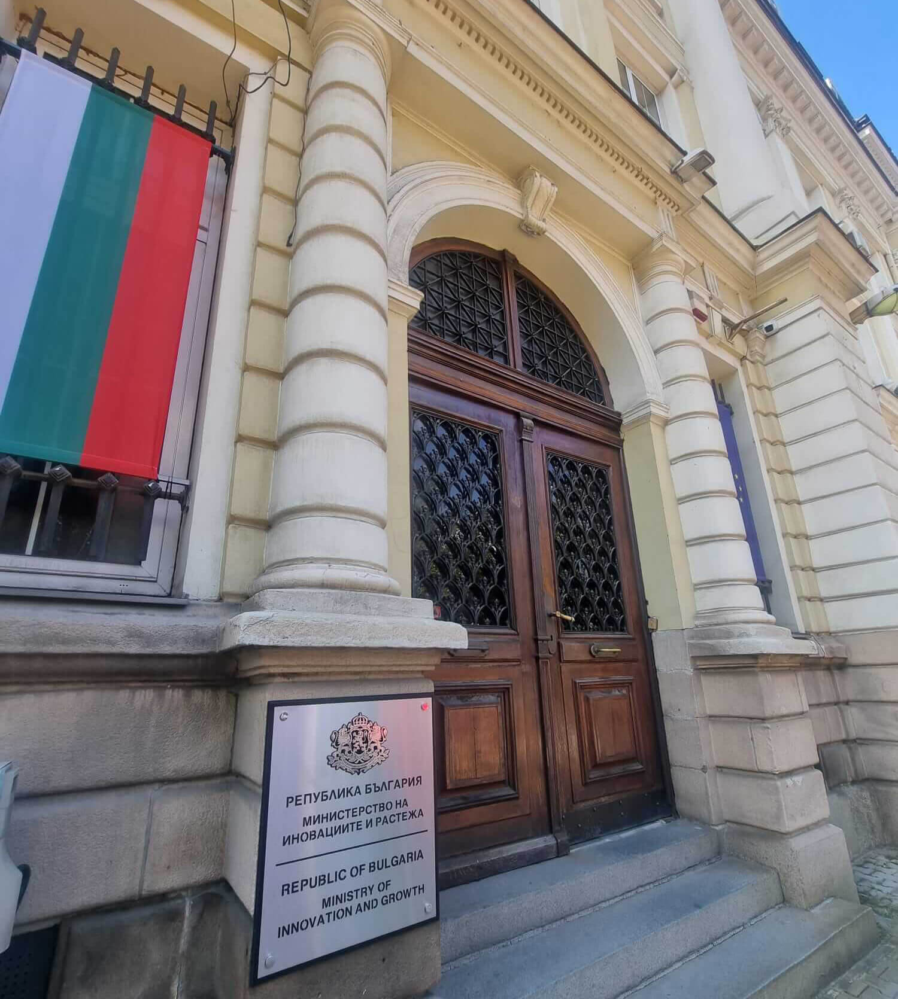 РЕПУБЛИКА БЪЛГАРИЯ
МИНИСТЕРСТВО НА
ИНОВАЦИИТЕ И РАСТЕЖА
REPUBLIC OF BULGARIA
MINISTRY OF
INNOVATION AND GROWTH